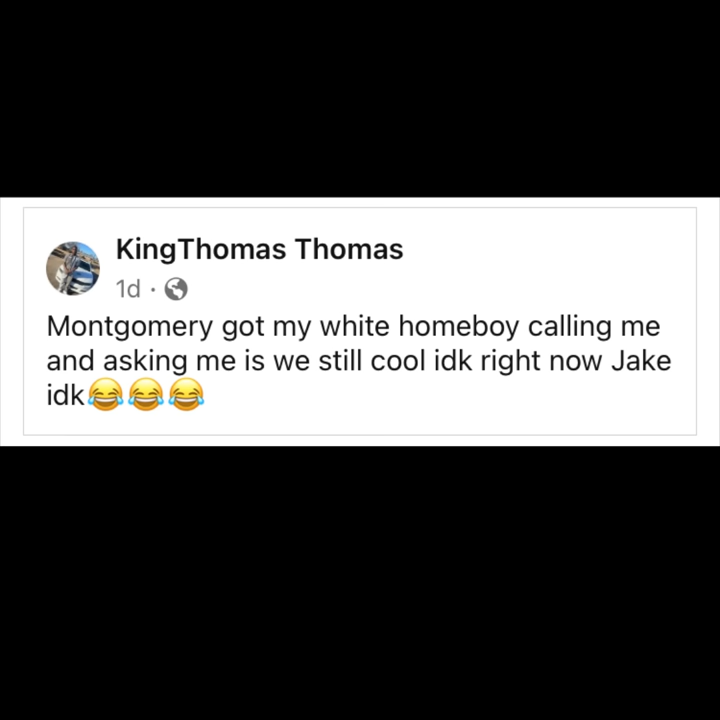 KingThomas Thomas
1d ·
Montgomery got my white homeboy calling me
and asking me is we still cool idk right now Jake
idk😂😂😂